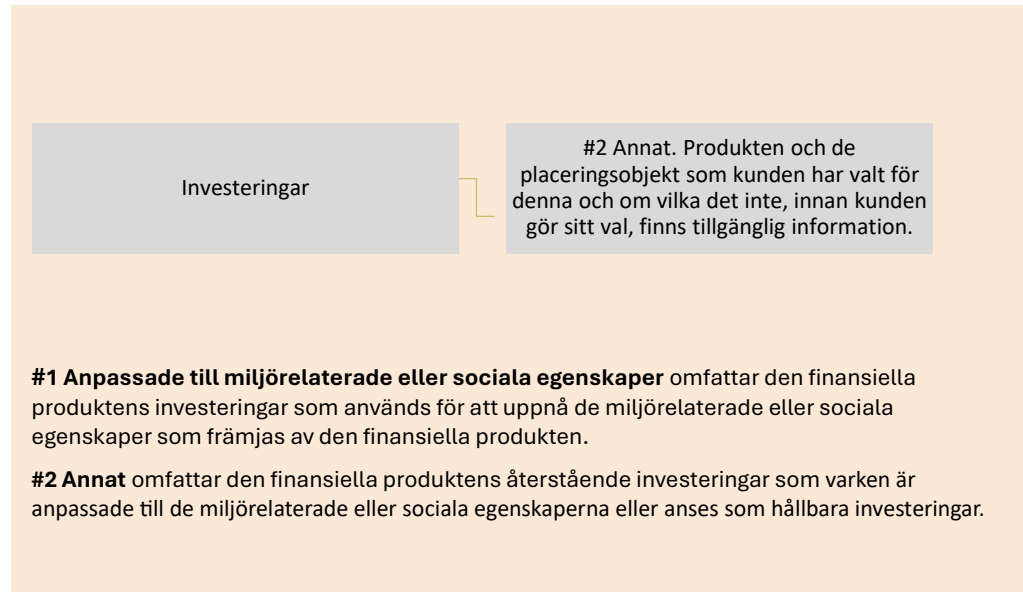 Investeringar
#2 Annat. Produkten och de
placeringsobjekt som kunden har valt för
denna och om vilka det inte, innan kunden
gör sitt val, finns tillgänglig information.
#1 Anpassade till miljörelaterade eller sociala egenskaper omfattar den finansiella
produktens investeringar som används för att uppnå de miljörelaterade eller sociala
egenskaper som främjas av den finansiella produkten.
#2 Annat omfattar den finansiella produktens återstående investeringar som varken är
anpassade till de miljörelaterade eller sociala egenskaperna eller anses som hållbara investeringar.